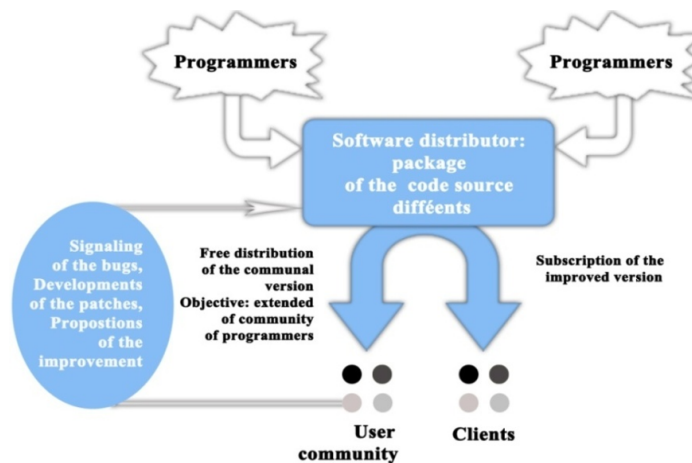 Programmers
Programmers
Software distributor:
package
of the code source
difféents
Signaling
of the bugs,
Developments
of the patches,
Propostions
of the
improvement
Free distribution
of the communal
version
Objective: extended
of community
of programmers
Subscription of the
improved version
User
community
Clients